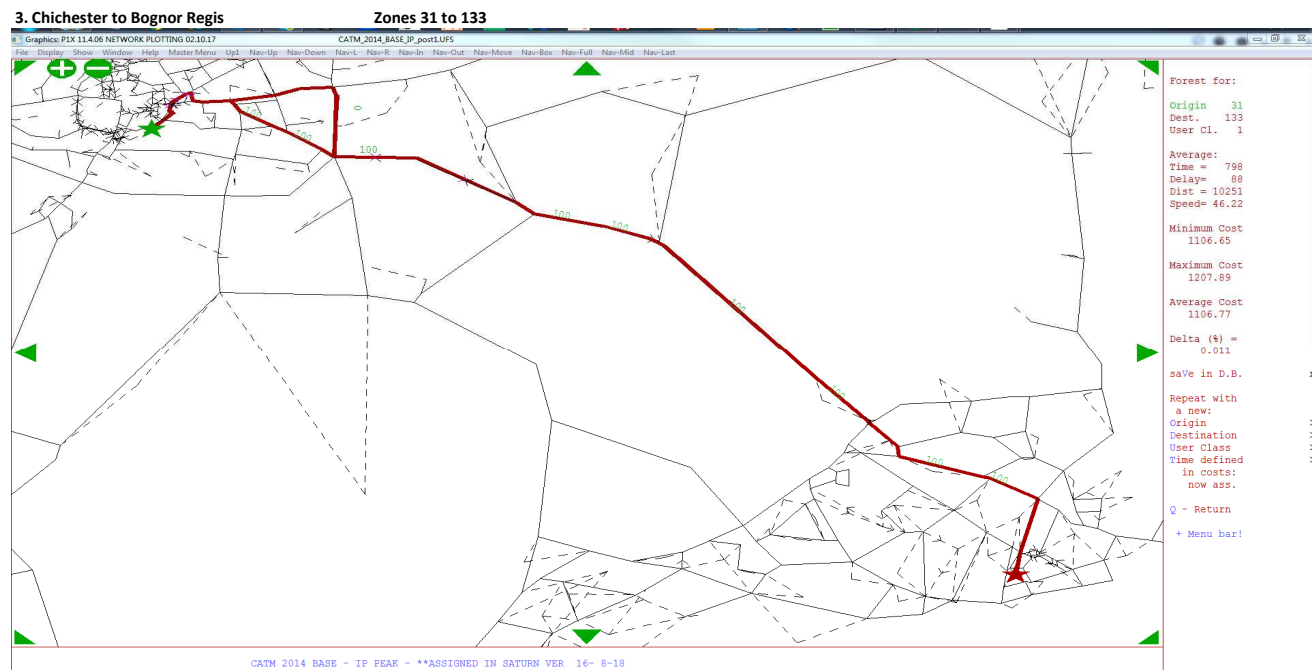 3. Chichester to Bognor Regis Zones 31 to 133
Graphics: P1X 11.4.06 NETWORK PLOTTING 02.10.17 CATM_2014_BASE_IP_post1.UFS
File Display Show Window Help Master Menu Up1 Nav-Up Nav-Down Nav-L Nav-R Nav-In Nav-Out Nav-Move Nav-Box Nav-Full Nav-Mid Nav-Last
Forest for:
Origin 31
Dest. 133
User Cl. 1
Average:
Time = 798
Delay= 88
Dist = 10251
Speed= 46.22
Minimum Cost
1106.65
Maximum Cost
1207.89
Average Cost
1106.77
Delta (%) =
0.011
saVe in D.B.
Repeat with
a new:
Origin
Destination
User Class
Time defined
in costs:
now ass.
Q - Return
+ Menu bar!
100
0
100
100
100
100
100
100
100
100
CATM 2014 BASE - IP PEAK - **ASSIGNED IN SATURN VER 16- 8-18